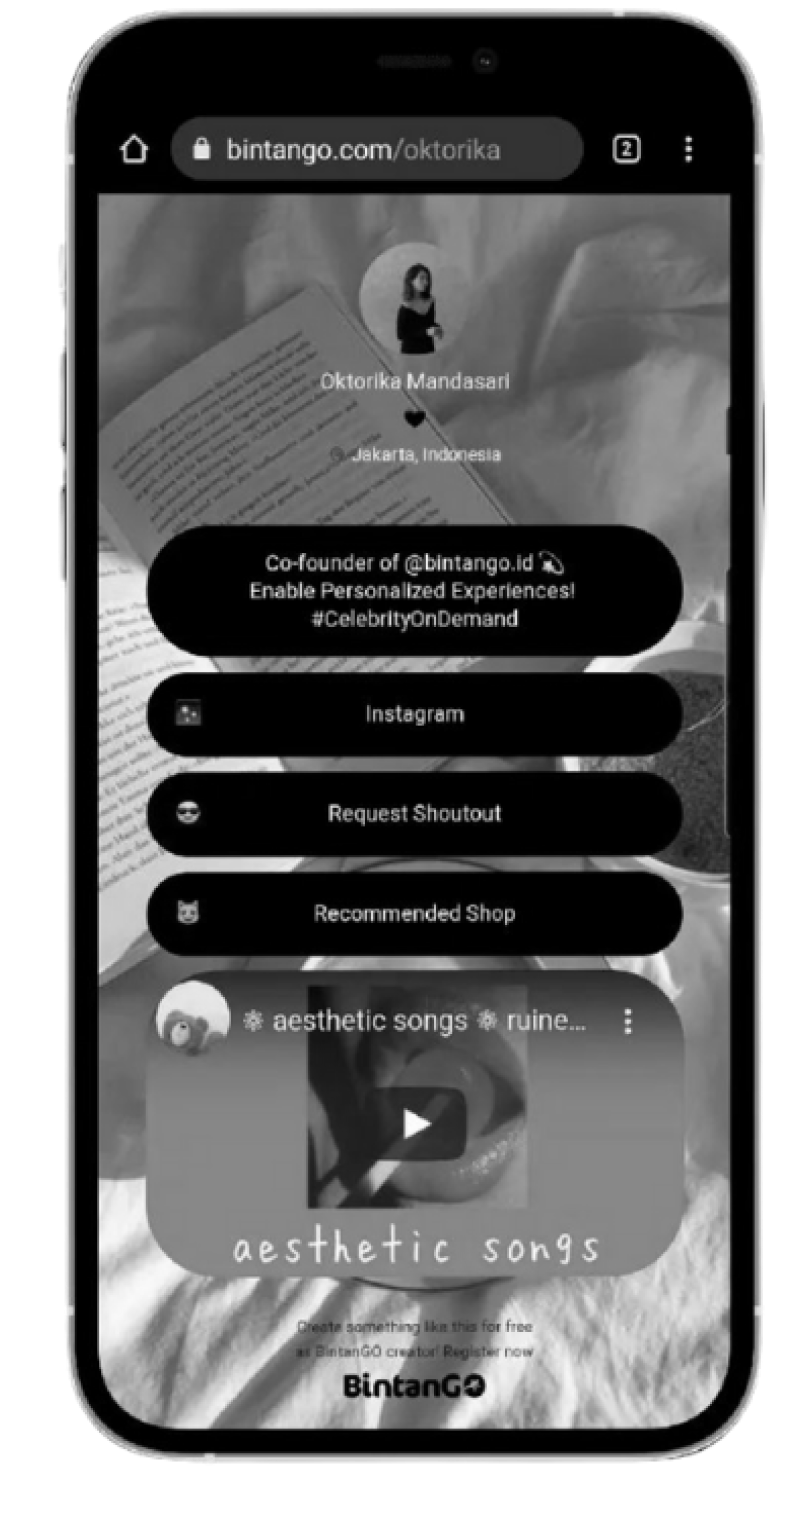 bintango.com/oktorika
2
Oktorika Mandasari
Jakarta, Indonesia
Co-founder of @bintango.id
Enable Personalized Experiences!
#CelebrityOnDemand
Instagram
Request Shoutout
Recommended Shop
aesthetic songs ruine...
aesthetic songs
Create something like this for free
as BintanGO creator! Register now
BintanGO